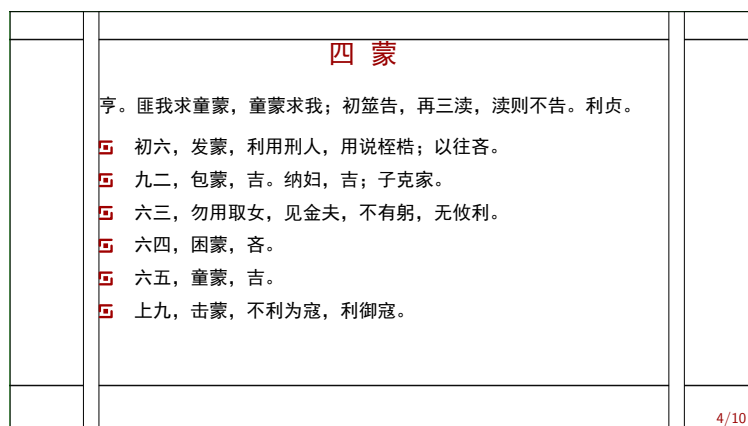 四 蒙
亨。匪我求童蒙，童蒙求我；初筮告，再三渎，渎则不告。利贞。
初六，发蒙，利用刑人，用说桎梏；以往吝。
九二，包蒙，吉。纳妇，吉；子克家。
六三，勿用取女，见金夫，不有躬，无攸利。
六四，困蒙，吝。
六五，童蒙，吉。
上九，击蒙，不利为寇，利御寇。
4/10